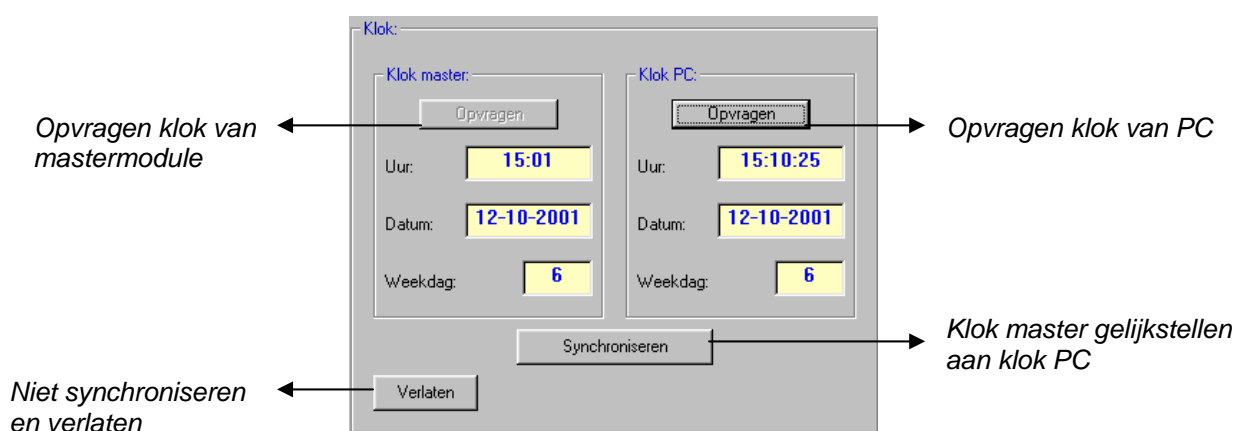 Klok:
Klok master:
Opvragen
Uur:
15:01
Datum:
12-10-2001
Weekdag:
6
Klok PC:
Opvragen
Uur:
15:10:25
Datum:
12-10-2001
Weekdag:
6
Synchroniseren
Verlaten
Opvragen klok van
mastermodule
Opvragen klok van PC
Klok master gelijkstellen
aan klok PC
Niet synchroniseren
en verlaten